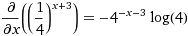 ∂/∂x((1/4)^(x+3)) = -4^(-x-3) log(4)